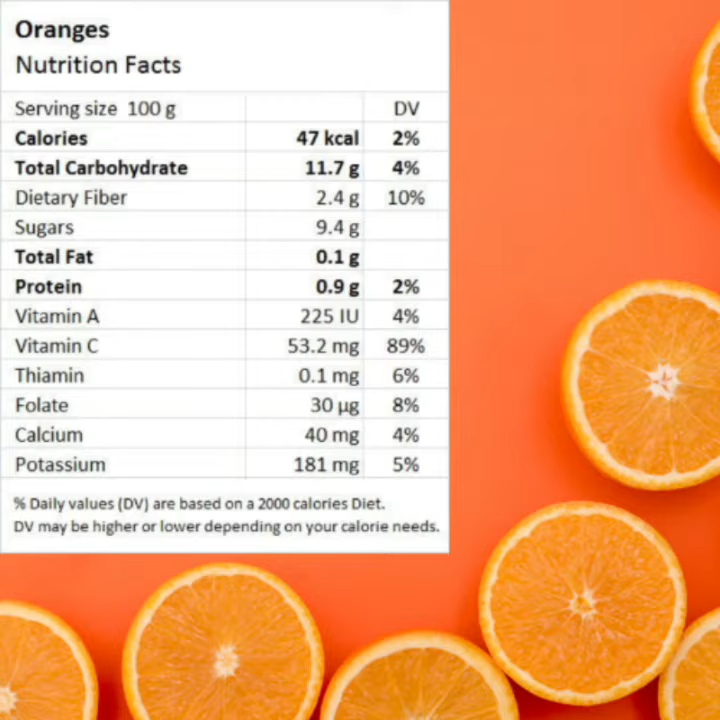 Oranges
Nutrition Facts
Serving size 100 g DV
Calories 47 kcal 2%
Total Carbohydrate 11.7 g 4%
Dietary Fiber 2.4 g 10%
Sugars 9.4 g
Total Fat 0.1 g
Protein 0.9 g 2%
Vitamin A 225 IU 4%
Vitamin C 53.2 mg 89%
Thiamin 0.1 mg 6%
Folate 30 µg 8%
Calcium 40 mg 4%
Potassium 181 mg 5%
% Daily values (DV) are based on a 2000 calories Diet.
DV may be higher or lower depending on your calorie needs.